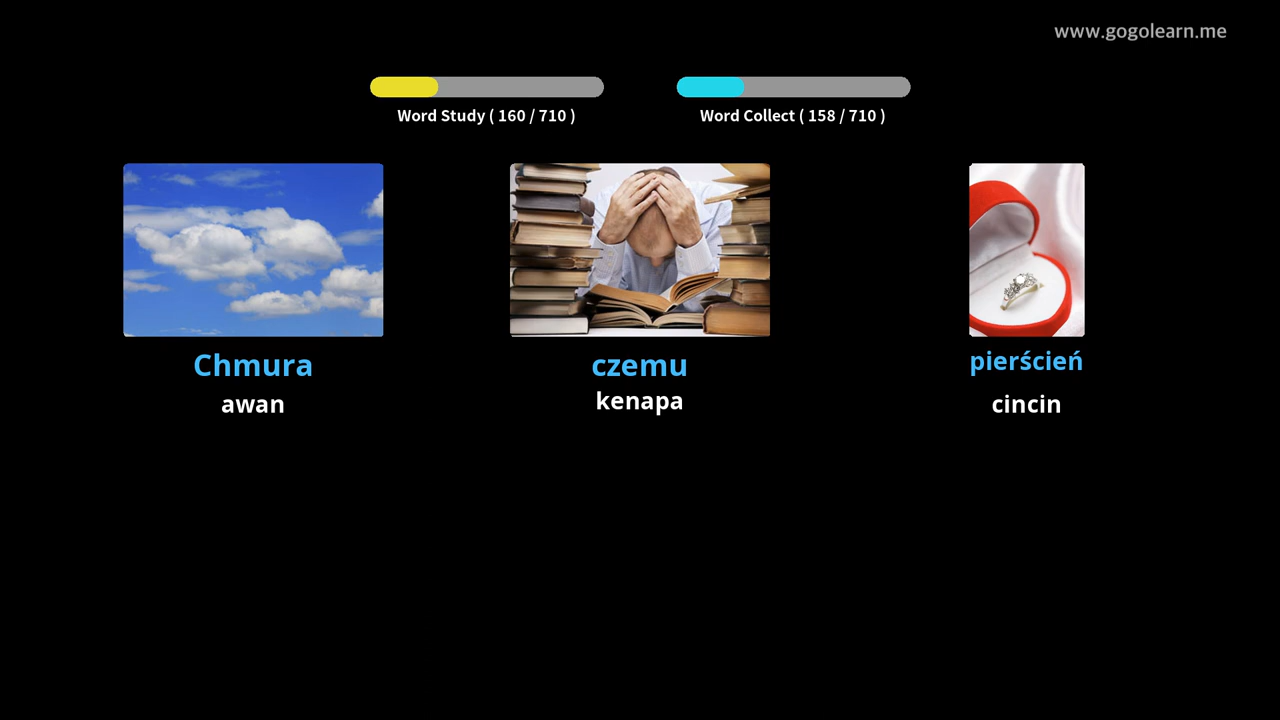 www.gogolearn.me
Word Study ( 160 / 710 )
Word Collect ( 158 / 710 )
Chmura
awan
czemu
kenapa
pierścień
cincin